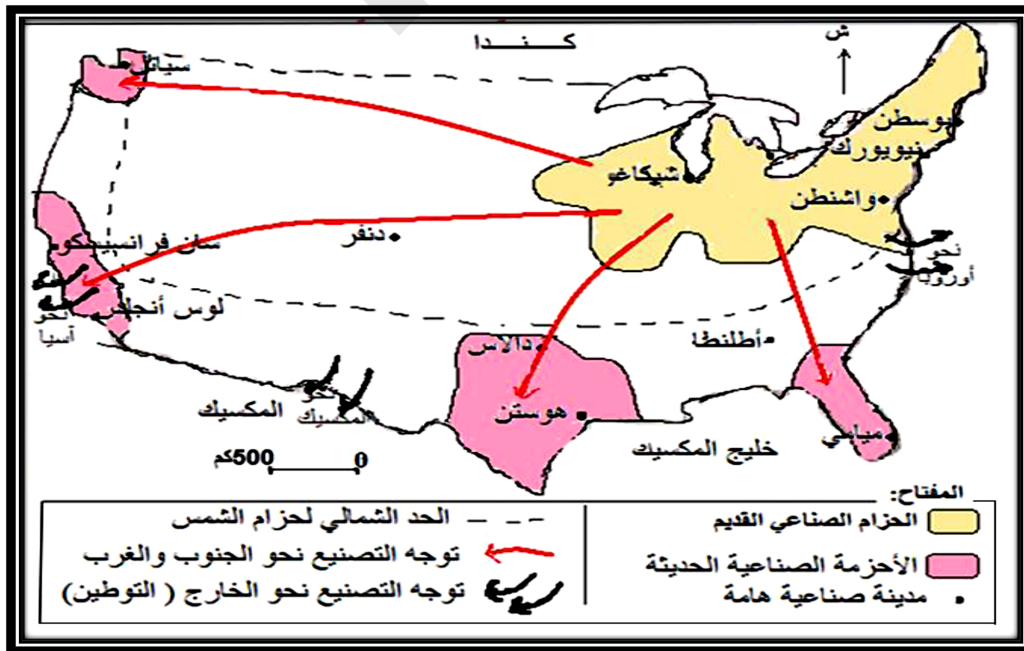 كـــنـــدا
ش
سياتل
بوسطن
نيويورك
شيكاغو
واشنطن
دنفر
سان فرانسيسكو
نحو
أوروبا
لوس أنجلس
نحو
آسيا
أطلنطا
دالاس
نحو
المكسيك
المكسيك
هوستن
ميامي
خليج المكسيك
500كم
0
المفتاح:
الحزام الصناعي القديم
الأحزمة الصناعية الحديثة
مدينة صناعية هامة
الحد الشمالي لحزام الشمس
توجه التصنيع نحو الجنوب والغرب
توجه التصنيع نحو الخارج ( التوطين)